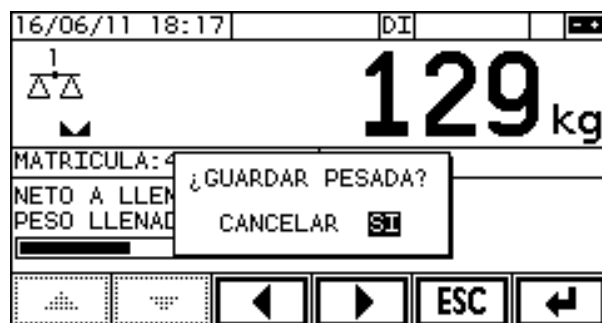 16/06/11 18:17 DI
1
129 kg
MATRICULA:4
¿GUARDAR PESADA?
NETO A LLEN
PESO LLENAD
CANCELAR SI
ESC